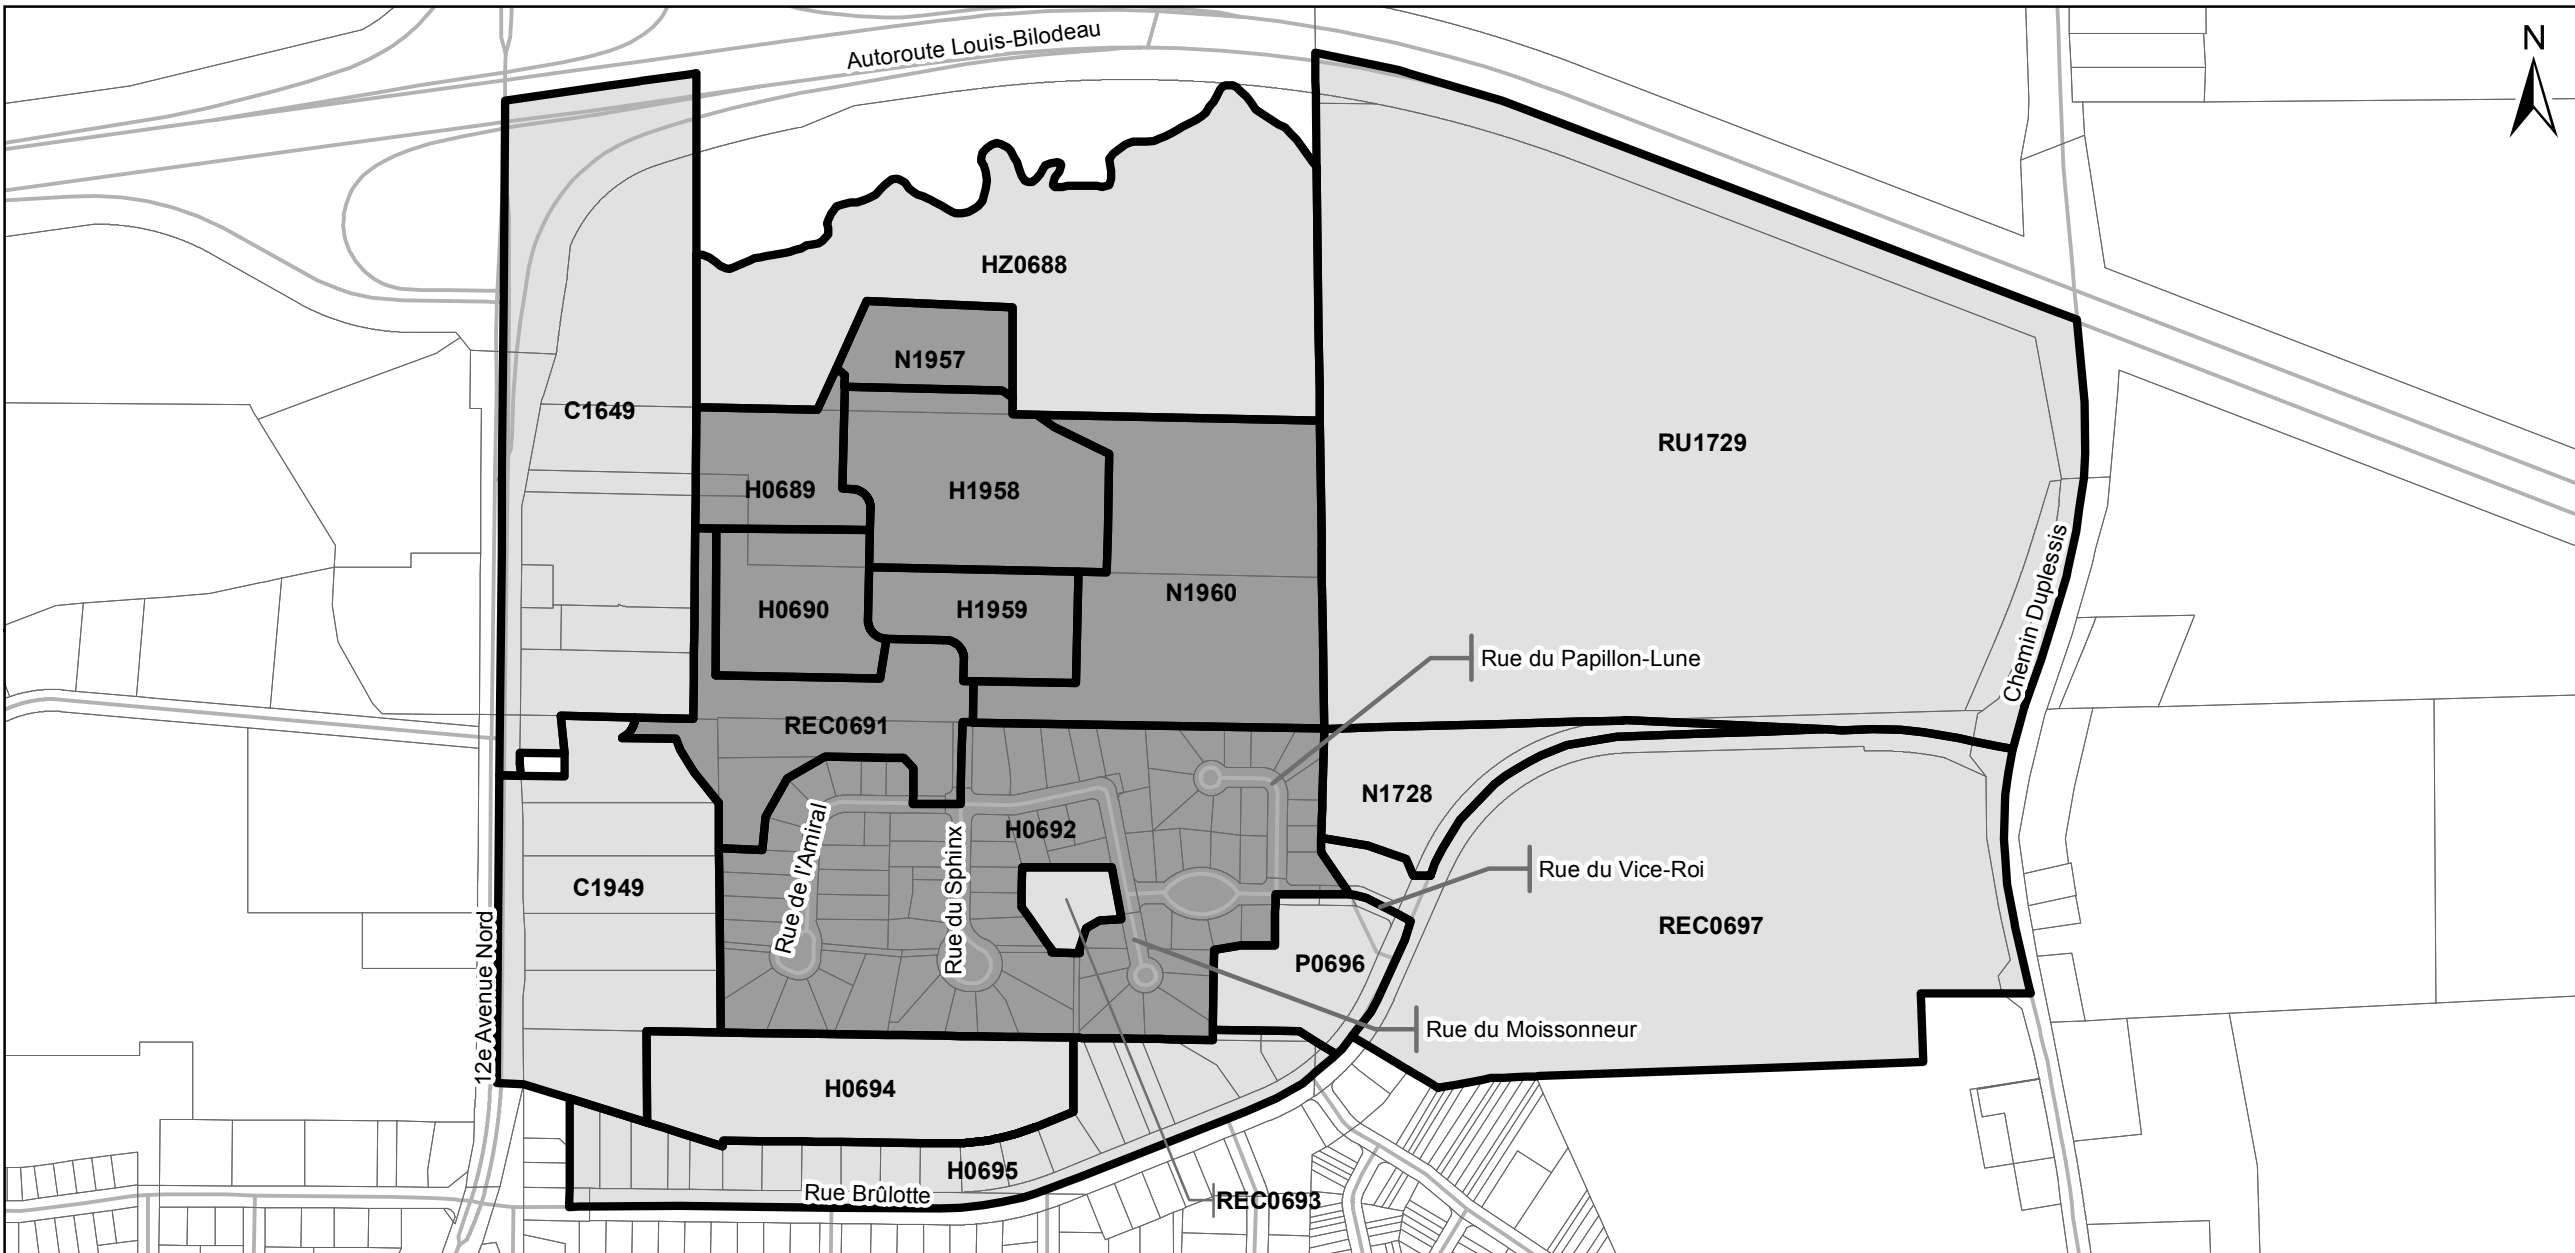 Autoroute Louis-Bilodeau
N
HZ0688
N1957
C1649
RU1729
H0689
H1958
N1960
H0690
H1959
Chemin Duplessis
Rue du Papillon-Lune
REC0691
N1728
H0692
Rue de l'Amiral
Rue du Sphinx
Rue du Vice-Roi
C1949
REC0697
P0696
12e Avenue Nord
Rue du Moissonneur
H0694
H0695
Rue Brûlotte
REC0693